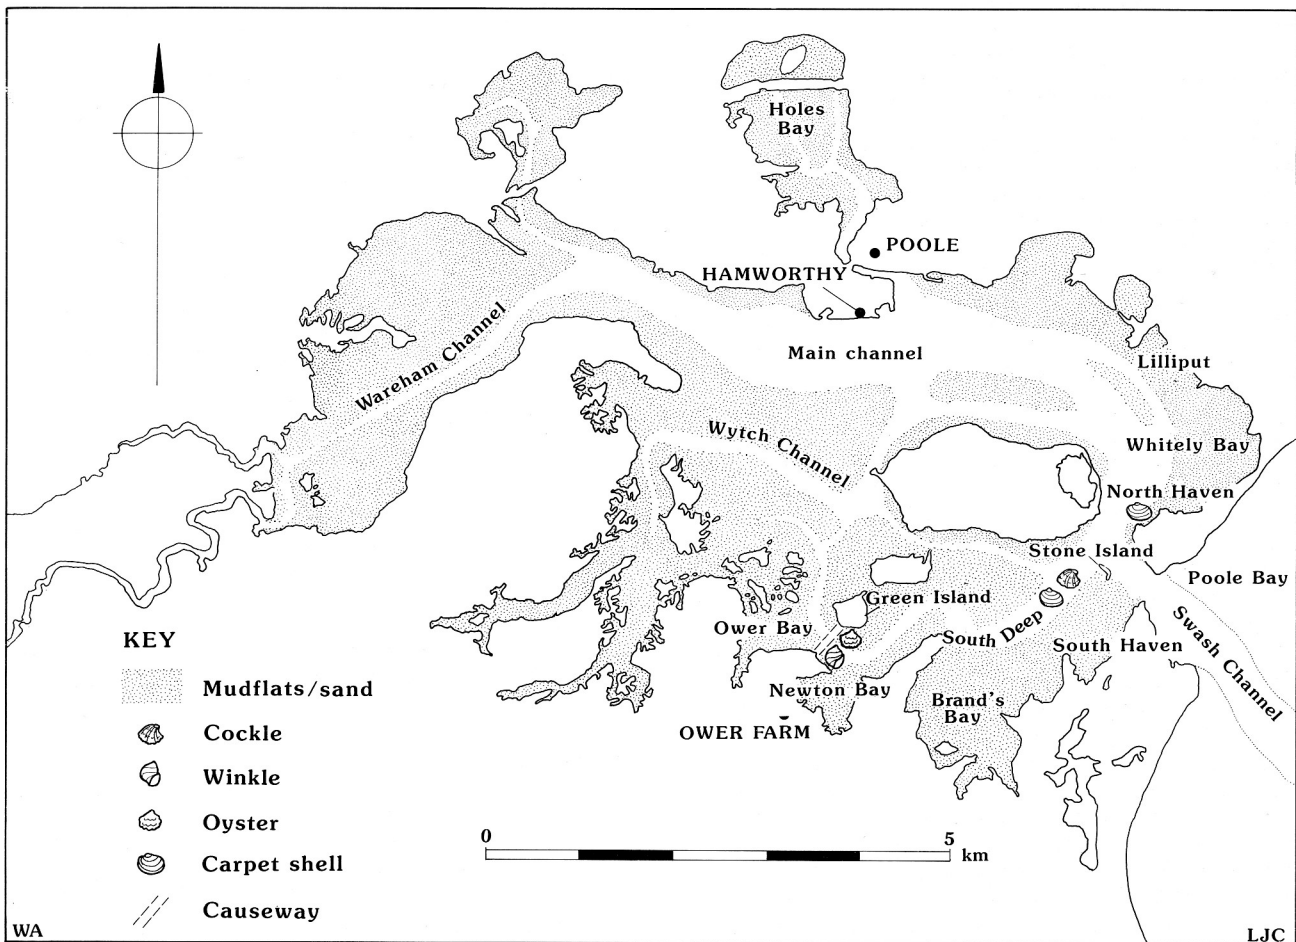 Holes
Bay
POOLE
HAMWORTHY
Wareham Channel
Main channel
Lilliput
Wytch Channel
Whitely Bay
North Haven
Stone Island
Poole Bay
Green Island
Ower Bay
South Deep
Swash Channel
South Haven
Newton Bay
Brand's
Bay
OWER FARM
KEY
Mudflats/sand
Cockle
Winkle
Oyster
Carpet shell
Causeway
0
5
km
WA
LJC